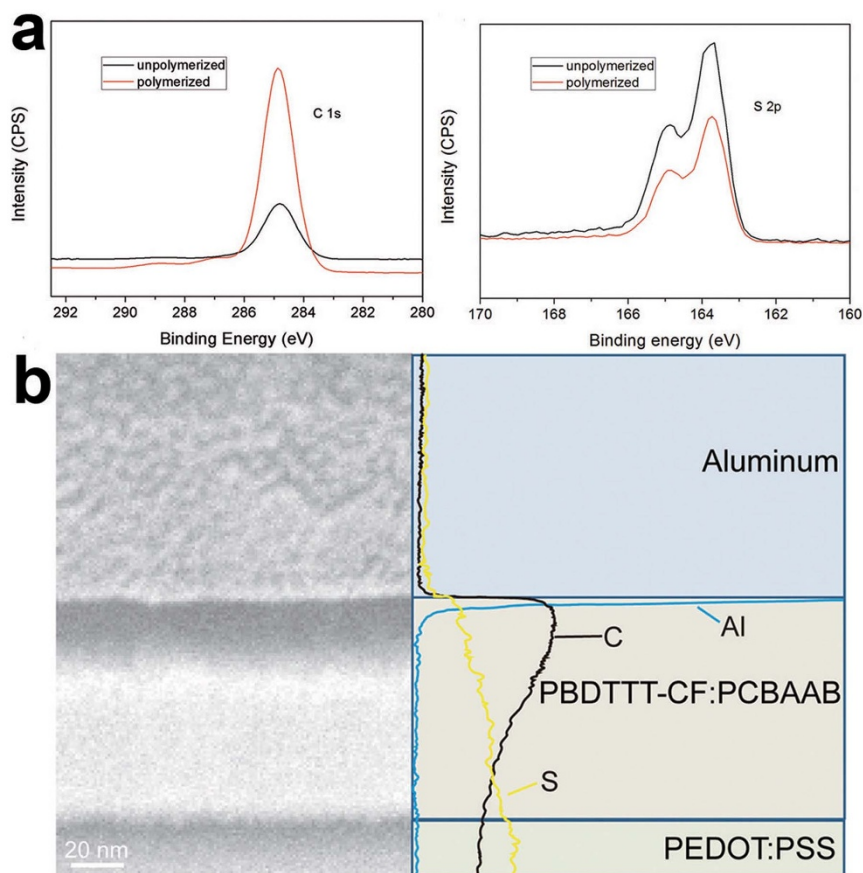 a
unpolymerized
polymerized
C 1s
Intensity (CPS)
292 290 288 286 284 282 280
Binding Energy (eV)
unpolymerized
polymerized
S 2p
Intensity (CPS)
170 168 166 164 162 160
Binding energy (eV)
b
Aluminum
Al
C
PBDTTT-CF:PCBAAB
S
PEDOT:PSS
20 nm